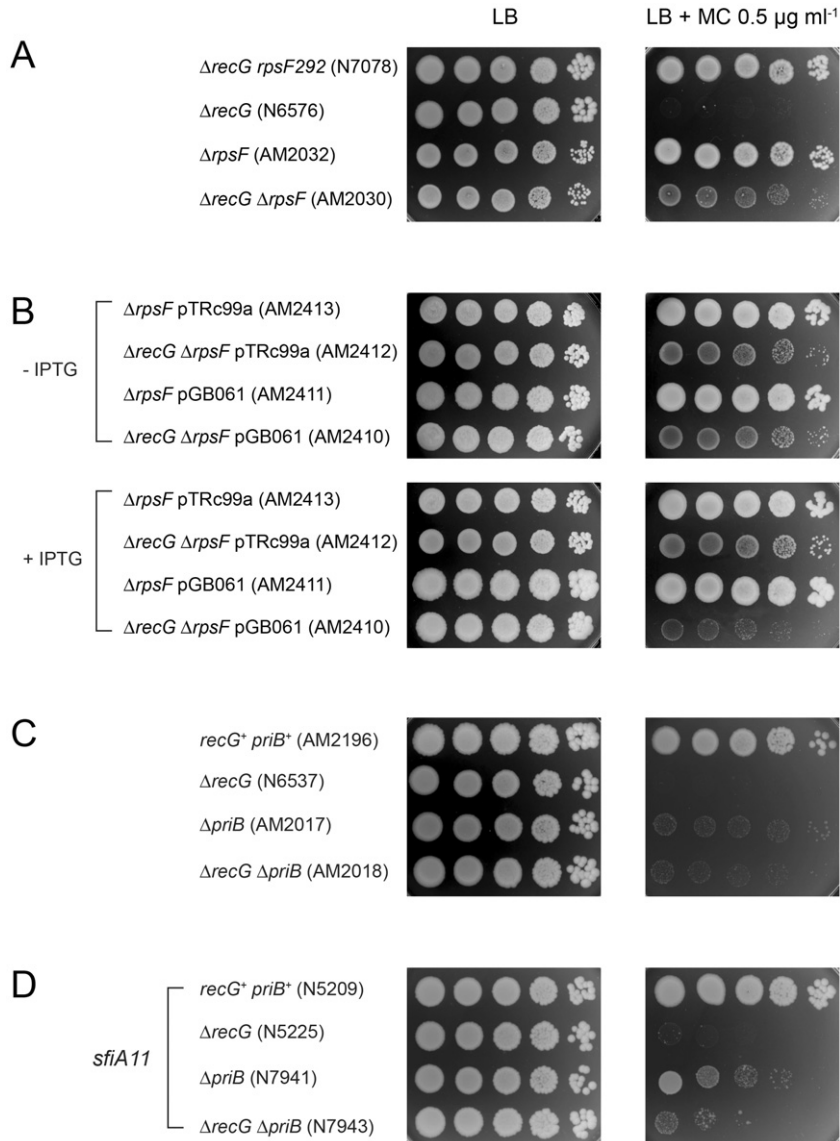 LB LB + MC 0.5 µg ml⁻¹
A
ΔrecG rpsF292 (N7078)
ΔrecG (N6576)
ΔrpsF (AM2032)
ΔrecG ΔrpsF (AM2030)
B
- IPTG
ΔrpsF pTRc99a (AM2413)
ΔrecG ΔrpsF pTRc99a (AM2412)
ΔrpsF pGB061 (AM2411)
ΔrecG ΔrpsF pGB061 (AM2410)
+ IPTG
ΔrpsF pTRc99a (AM2413)
ΔrecG ΔrpsF pTRc99a (AM2412)
ΔrpsF pGB061 (AM2411)
ΔrecG ΔrpsF pGB061 (AM2410)
C
recG⁺ priB⁺ (AM2196)
ΔrecG (N6537)
ΔpriB (AM2017)
ΔrecG ΔpriB (AM2018)
D
sfiA11
recG⁺ priB⁺ (N5209)
ΔrecG (N5225)
ΔpriB (N7941)
ΔrecG ΔpriB (N7943)